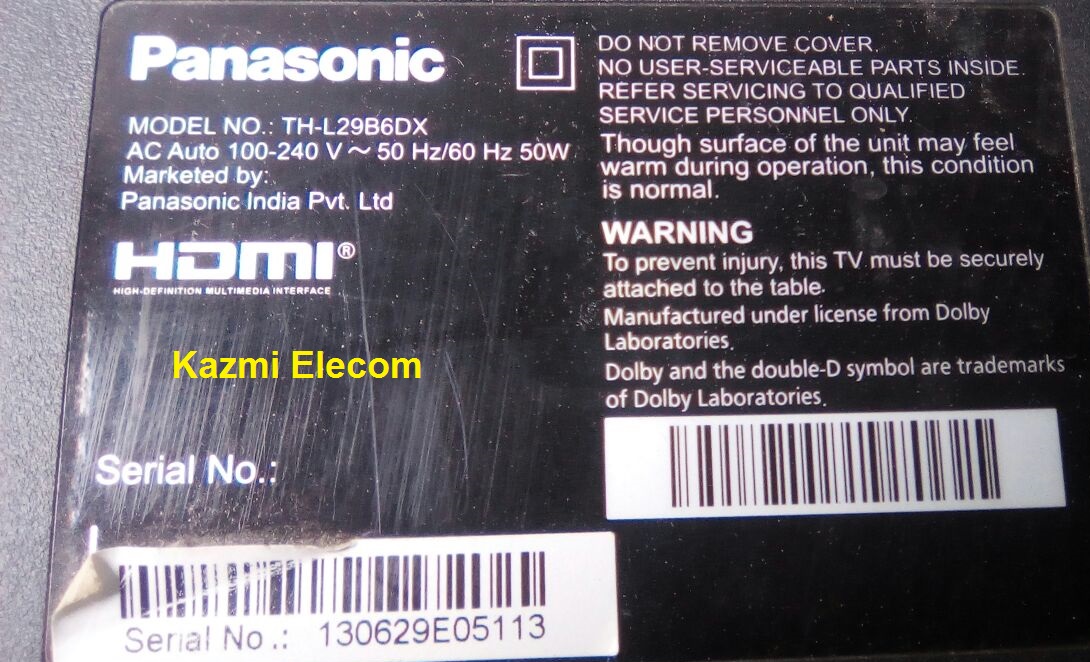 Panasonic
MODEL NO.: TH-L29B6DX
AC Auto 100-240 V ~ 50 Hz/60 Hz 50W
Marketed by:
Panasonic India Pvt. Ltd
HDMI®
HIGH-DEFINITION MULTIMEDIA INTERFACE
Kazmi Elecom
Serial No.:
Serial No.: 130629E05113
DO NOT REMOVE COVER.
NO USER-SERVICEABLE PARTS INSIDE.
REFER SERVICING TO QUALIFIED
SERVICE PERSONNEL ONLY.
Though surface of the unit may feel
warm during operation, this condition
is normal.
WARNING
To prevent injury, this TV must be securely
attached to the table.
Manufactured under license from Dolby
Laboratories.
Dolby and the double-D symbol are trademarks
of Dolby Laboratories.